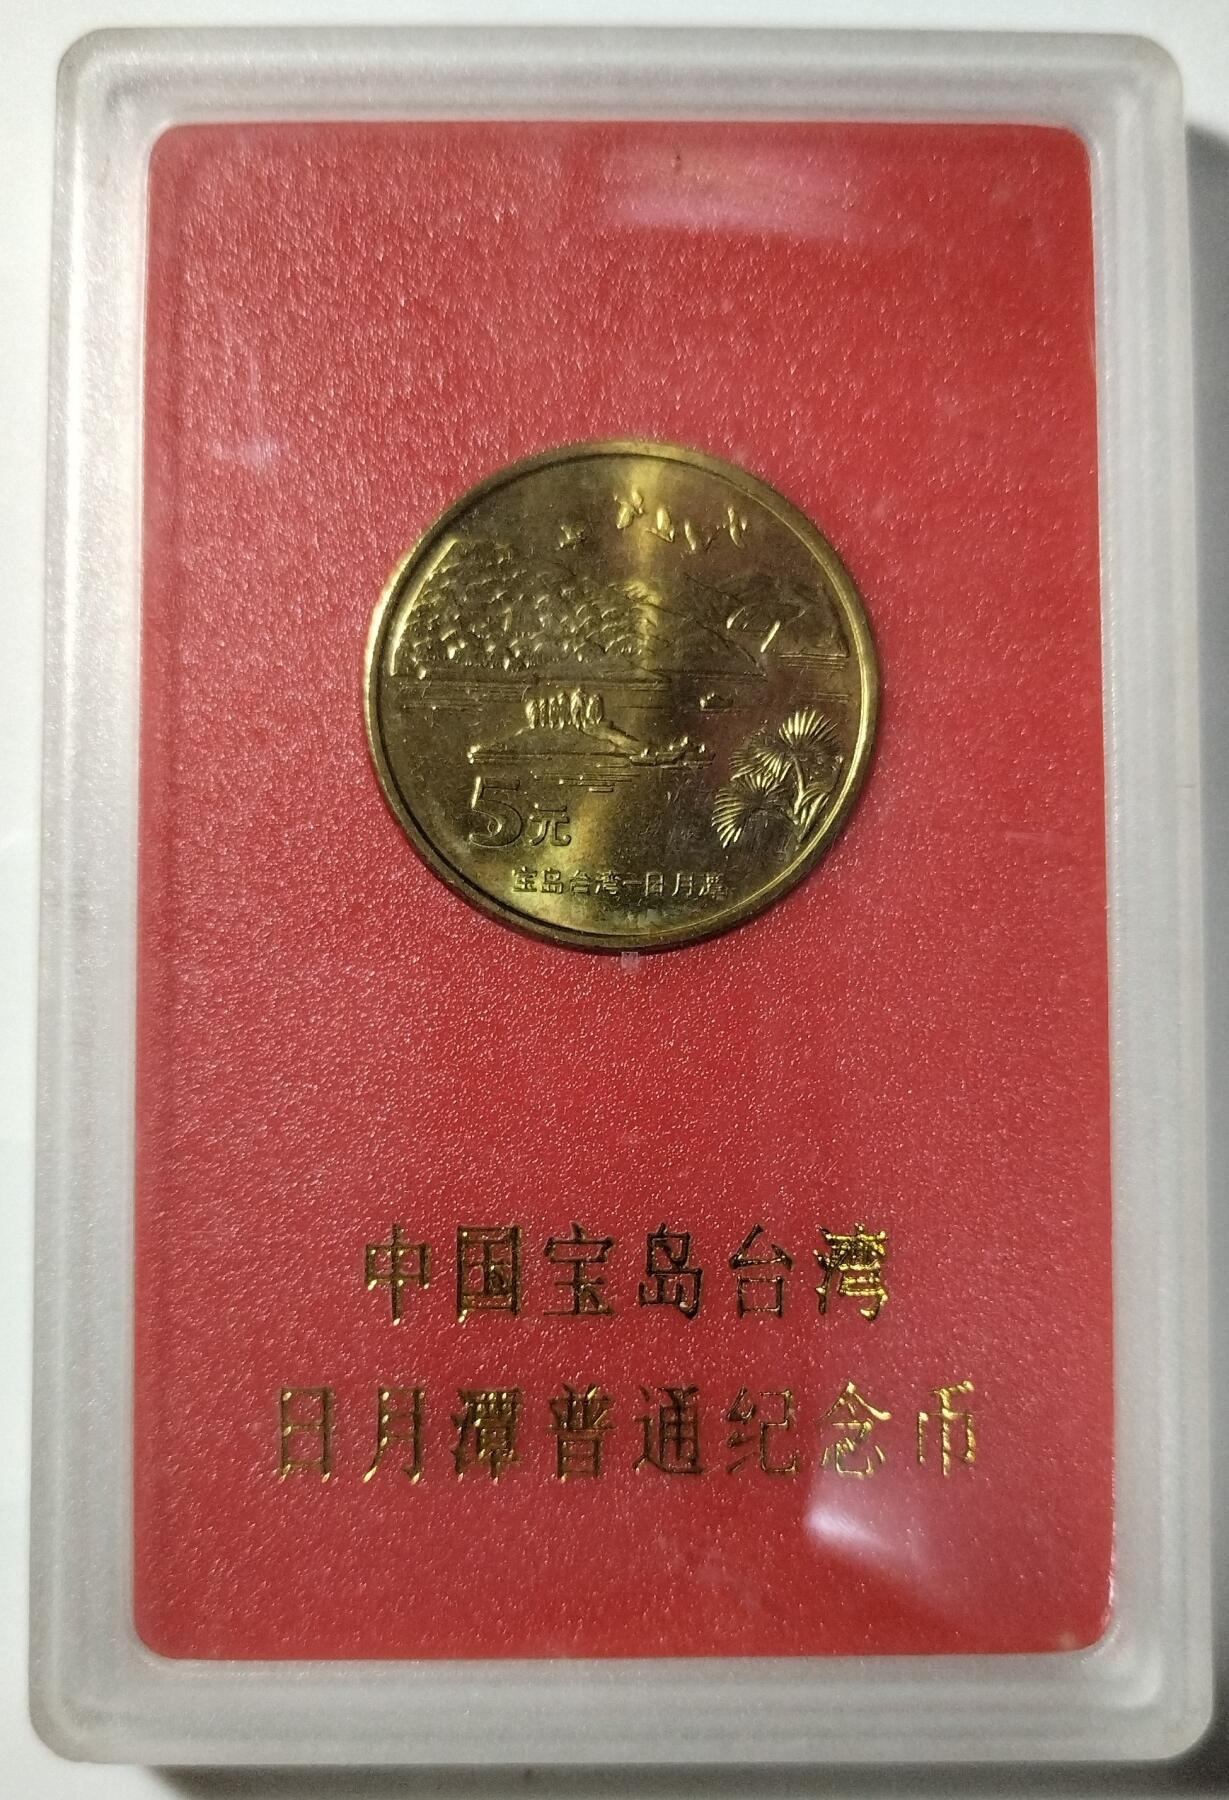 5元
宝岛台湾—日月潭
中国宝岛台湾
日月潭普通纪念币